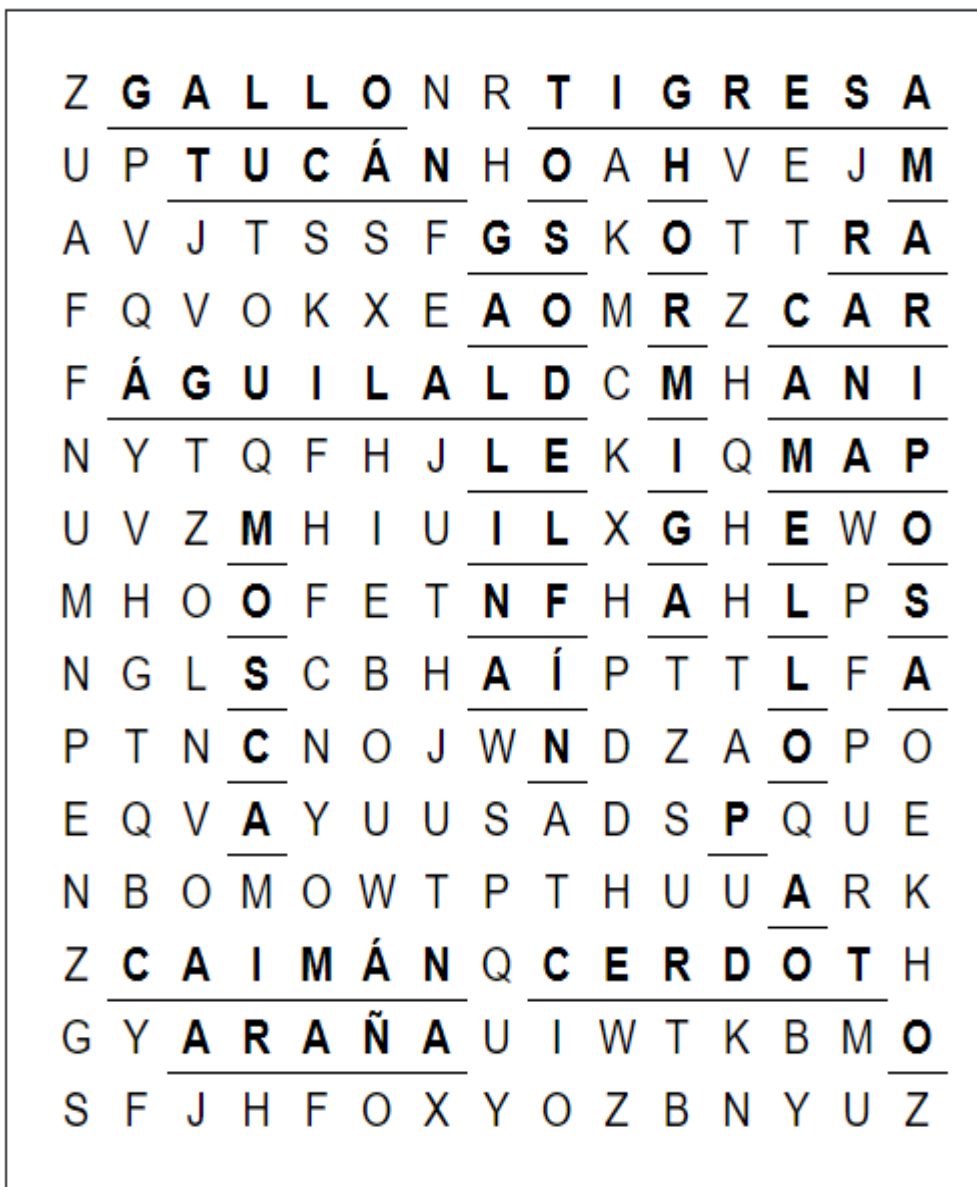 Z G A L L O N R T I G R E S A
U P T U C Á N H O A H V E J M
A V J T S S F G S K O T T R A
F Q V O K X E A O M R Z C A R
F Á G U I L A L D C M H A N I
N Y T Q F H J L E K I Q M A P
U V Z M H I U I L X G H E W O
M H O O F E T N F H A H L P S
N G L S C B H A Í P T T L F A
P T N C N O J W N D Z A O P O
E Q V A Y U U S A D S P Q U E
N B O M O W T P T H U U A R K
Z C A I M Á N Q C E R D O T H
G Y A R A Ñ A U I W T K B M O
S F J H F O X Y O Z B N Y U Z